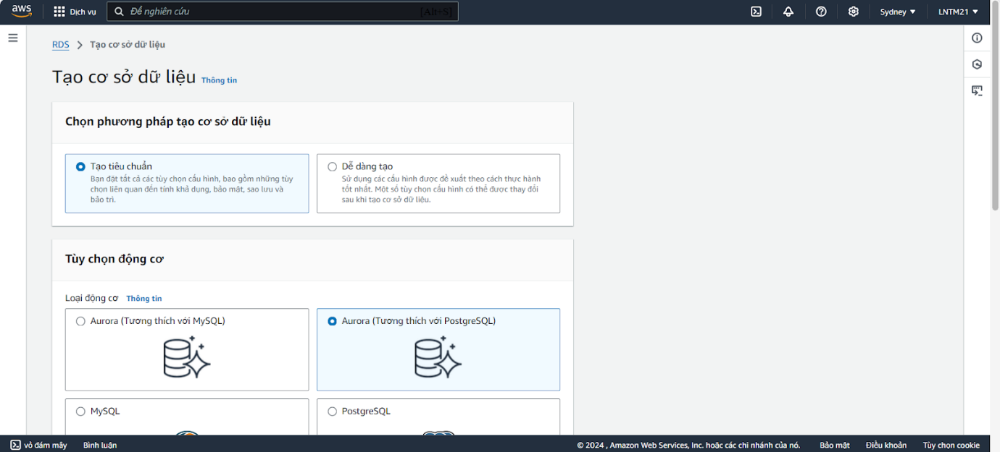 aws
Dịch vụ
Để nghiên cứu
[Alt+S]
Sydney
LNTM21
RDS
Tạo cơ sở dữ liệu
Tạo cơ sở dữ liệu Thông tin
Chọn phương pháp tạo cơ sở dữ liệu
Tạo tiêu chuẩn
Bạn đặt tất cả các tùy chọn cấu hình, bao gồm những tùy
chọn liên quan đến tính khả dụng, bảo mật, sao lưu và
bảo trì.
Dễ dàng tạo
Sử dụng các cấu hình được đề xuất theo cách thực hành
tốt nhất. Một số tùy chọn cấu hình có thể được thay đổi
sau khi tạo cơ sở dữ liệu.
Tùy chọn động cơ
Loại động cơ Thông tin
Aurora (Tương thích với MySQL)
Aurora (Tương thích với PostgreSQL)
MySQL
PostgreSQL
vỏ đám mây
Bình luận
© 2024 , Amazon Web Services, Inc. hoặc các chi nhánh của nó.
Bảo mật
Điều khoản
Tùy chọn cookie